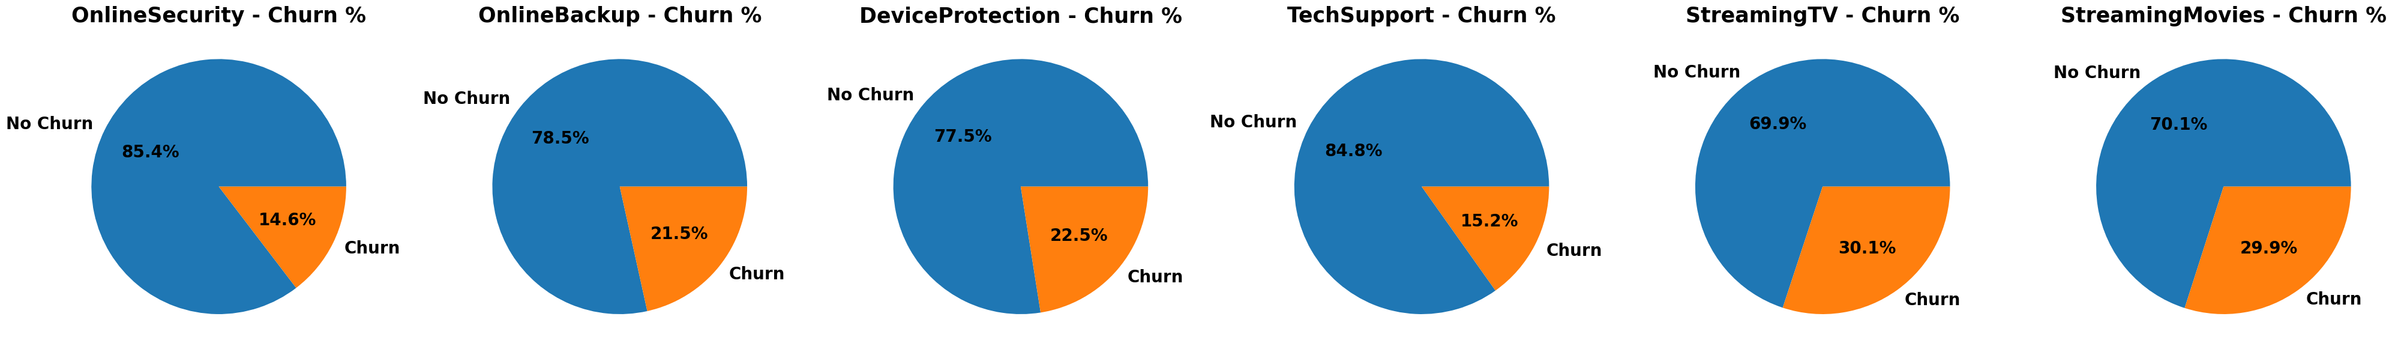 OnlineSecurity - Churn %
No Churn
85.4%
14.6%
Churn
OnlineBackup - Churn %
No Churn
78.5%
21.5%
Churn
DeviceProtection - Churn %
No Churn
77.5%
22.5%
Churn
TechSupport - Churn %
No Churn
84.8%
15.2%
Churn
StreamingTV - Churn %
No Churn
69.9%
30.1%
Churn
StreamingMovies - Churn %
No Churn
70.1%
29.9%
Churn